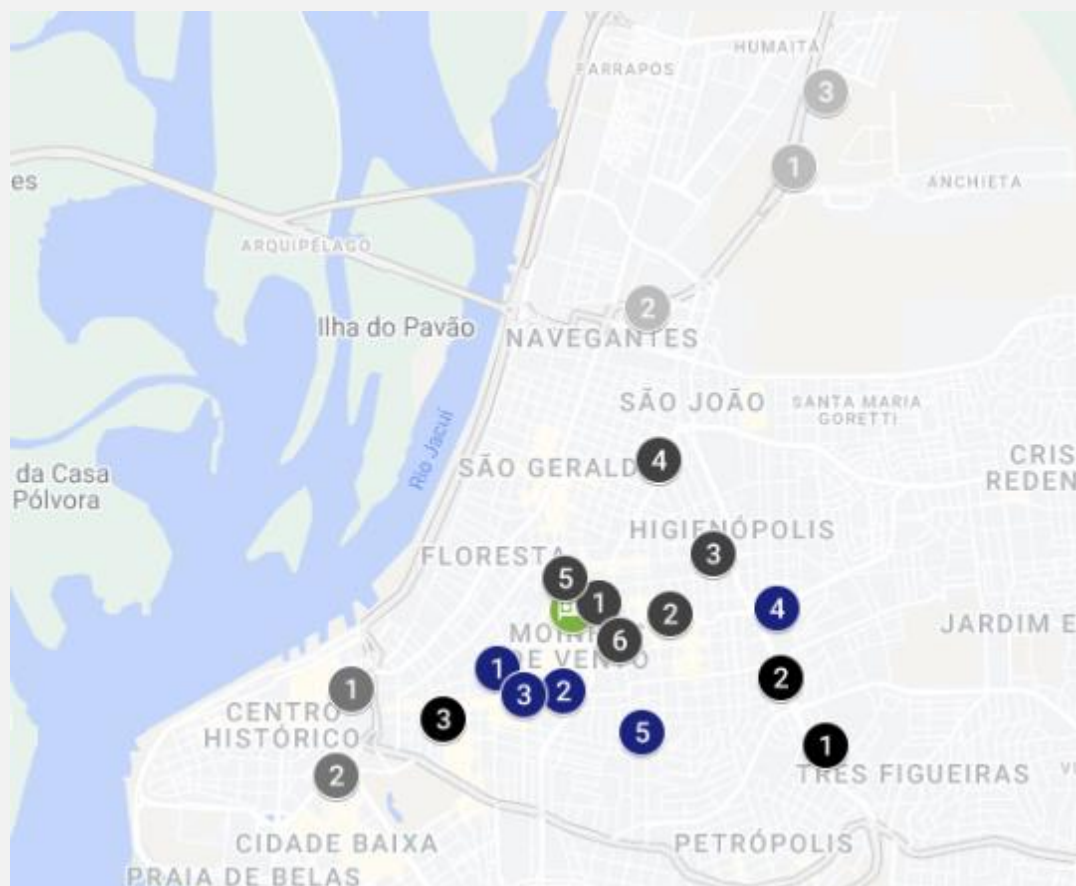 HUMAITÁ
FARRAPOS
3
1
ANCHIETA
es
ARQUIPÉLAGO
2
Ilha do Pavão
NAVEGANTES
SÃO JOÃO
SANTA MARIA
GORETTI
Rio Jacuí
da Casa
Pólvora
SÃO GERALD
4
CRIS
REDEN
HIGIENÓPOLIS
FLORESTA
3
5
1
2
4
6
MOIN
DE VENTO
JARDIM E
1
3
2
2
1
3
5
CENTRO
HISTÓRICO
1
2
TRÊS FIGUEIRAS
CIDADE BAIXA
PETRÓPOLIS
PRAIA DE BELAS